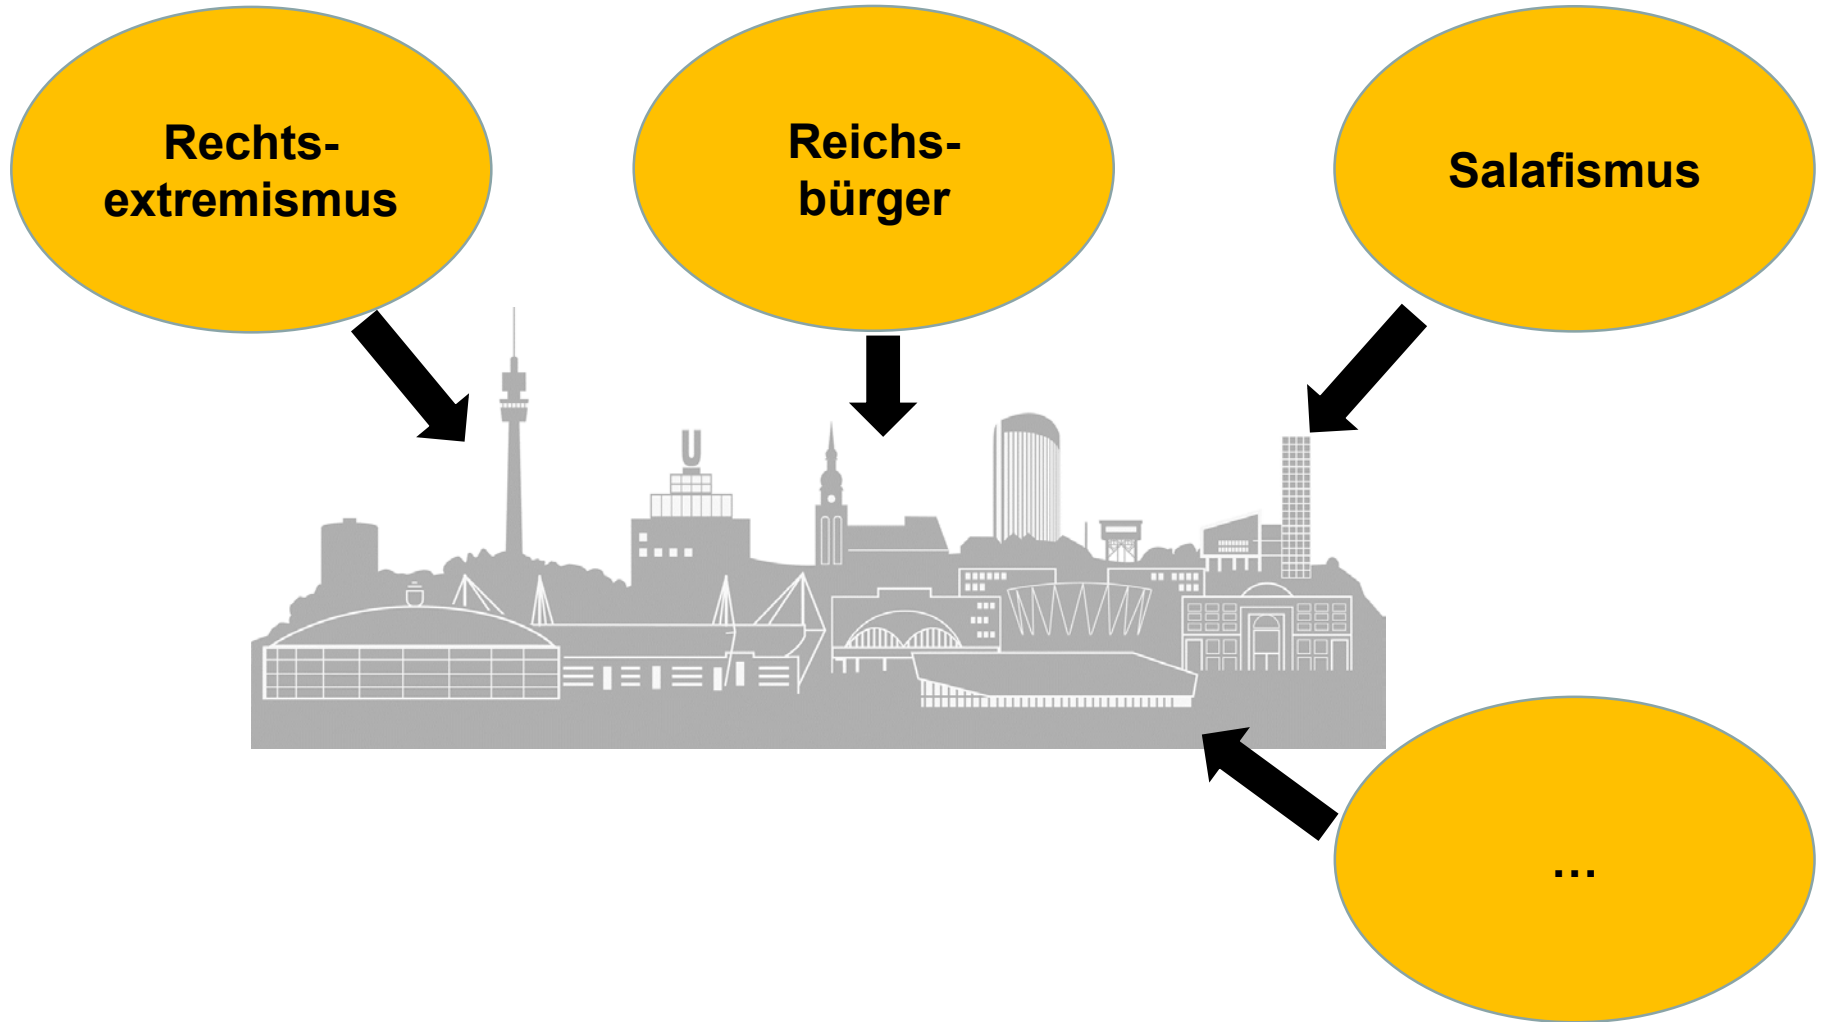 Rechts-
extremismus
Reichs-
bürger
Salafismus
U
...